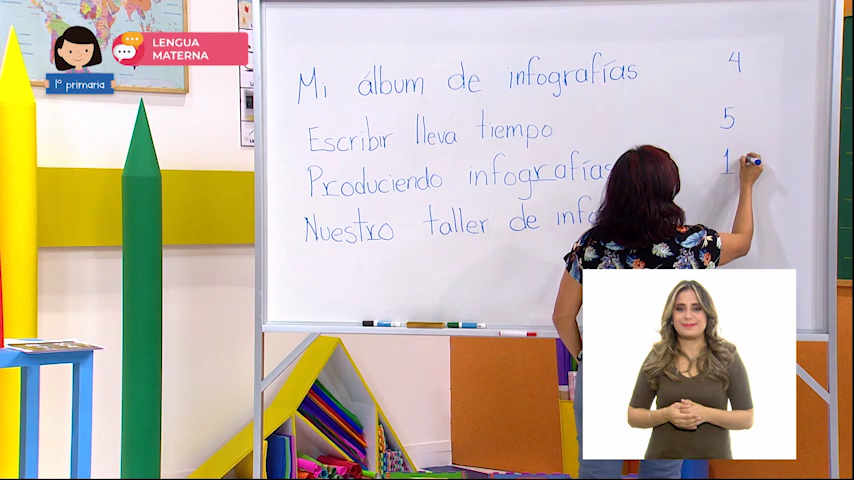 LENGUA
MATERNA
1° primaria
Mi álbum de infografías 4
Escribir lleva tiempo 5
Produciendo infografías 1
Nuestro taller de